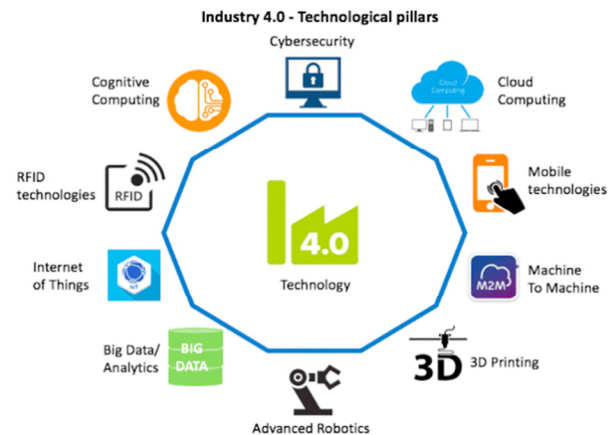 Industry 4.0 - Technological pillars
Cybersecurity
Cognitive
Computing
Cloud
Computing
Cloud
Computing
RFID
technologies
RFID
Mobile
technologies
4.0
Technology
Internet
of Things
IoT
M2M
Machine
To Machine
Big Data/
Analytics
BIG
DATA
3D
3D Printing
Advanced Robotics